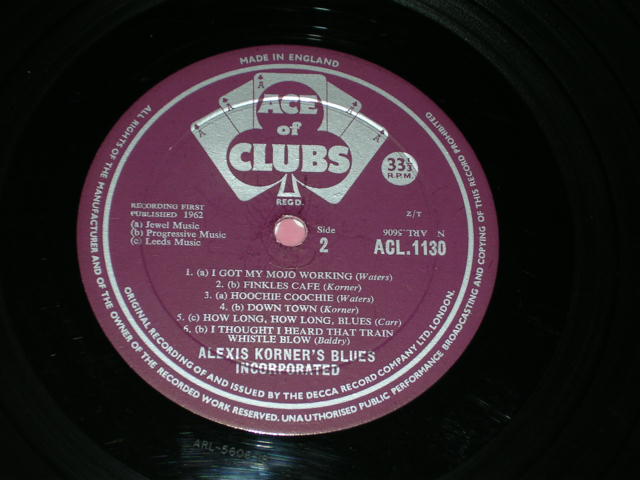 MADE IN ENGLAND
ALL RIGHTS OF THE MANUFACTURER AND OF THE OWNER OF THE RECORDED WORK RESERVED. UNAUTHORISED PUBLIC PERFORMANCE BROADCASTING AND COPYING OF THIS RECORD PROHIBITED
A A A A
ACE
of
CLUBS
REGD.
33⅓
R.P.M.
RECORDING FIRST
PUBLISHED 1962
(a) Jewel Music
(b) Progressive Music
(c) Leeds Music
Side
2
Z/T
N ARL.5606
ACL.1130
1. (a) I GOT MY MOJO WORKING (Waters)
2. (b) FINKLES CAFE (Korner)
3. (a) HOOCHIE COOCHIE (Waters)
4. (b) DOWN TOWN (Korner)
5. (c) HOW LONG, HOW LONG, BLUES (Carr)
6. (b) I THOUGHT I HEARD THAT TRAIN
WHISTLE BLOW (Baldry)
ALEXIS KORNER'S BLUES
INCORPORATED
ORIGINAL RECORDING OF AND ISSUED BY THE DECCA RECORD COMPANY LTD. LONDON.